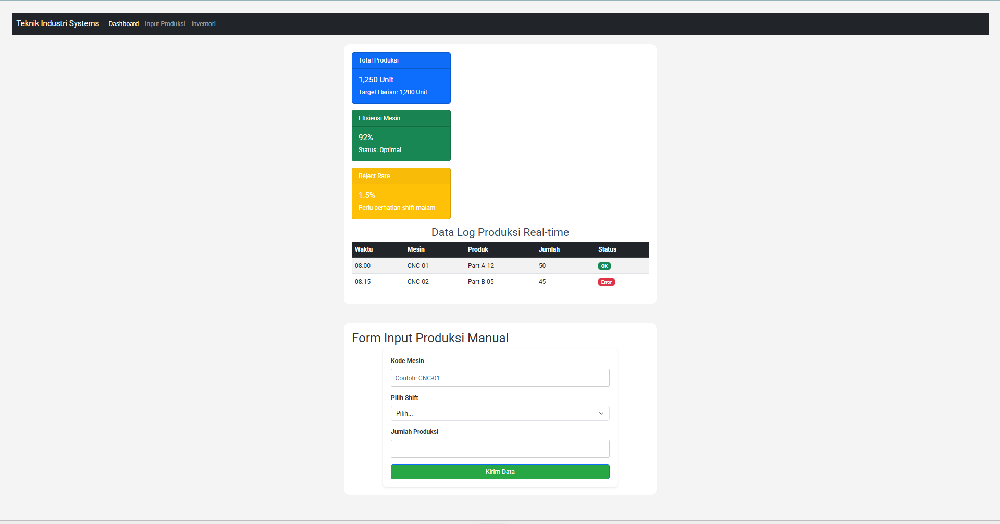 Teknik Industri Systems Dashboard Input Produksi Inventori
Total Produksi
1,250 Unit
Target Harian: 1,200 Unit
Efisiensi Mesin
92%
Status: Optimal
Reject Rate
1.5%
Perlu perhatian shift malam
Data Log Produksi Real-time
Waktu Mesin Produk Jumlah Status
08:00 CNC-01 Part A-12 50 OK
08:15 CNC-02 Part B-05 45 Error
Form Input Produksi Manual
Kode Mesin
Contoh: CNC-01
Pilih Shift
Pilih...
Jumlah Produksi
Kirim Data